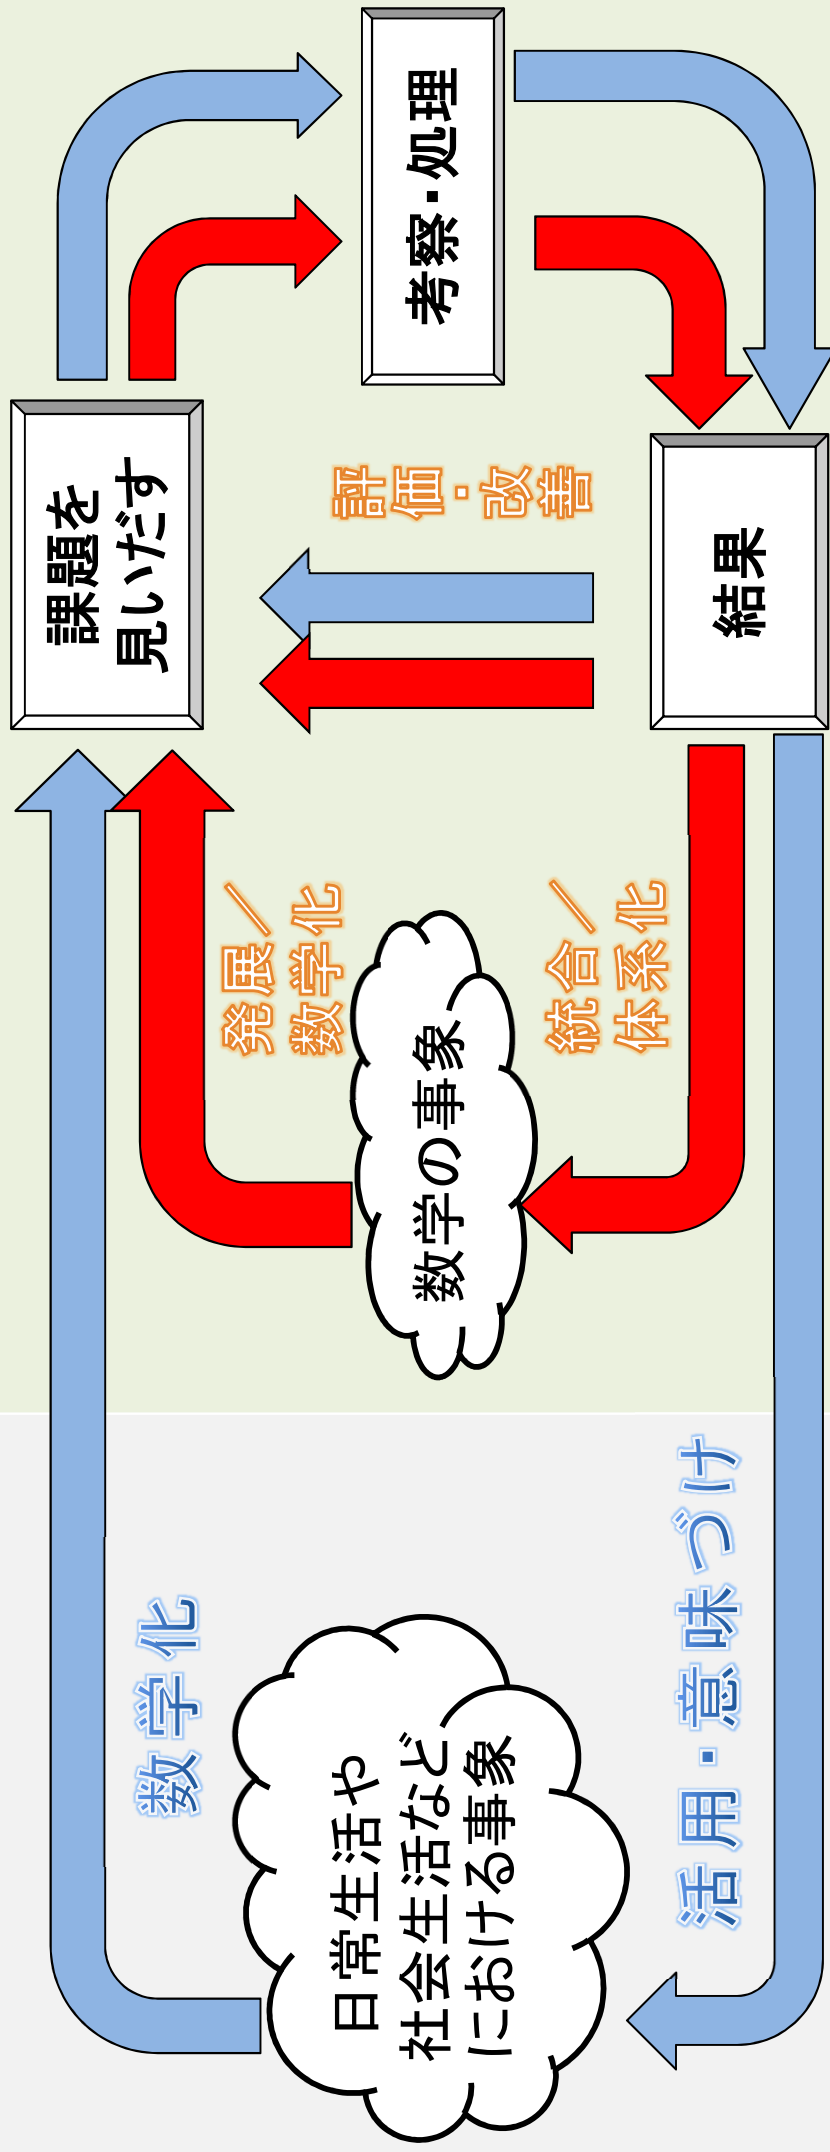 数学化
日常生活や
社会生活など
における事象
活用・意味づけ
発展／
数学化
数学の事象
統合／
体系化
課題を
見いだす
評価・改善
結果
考察・処理